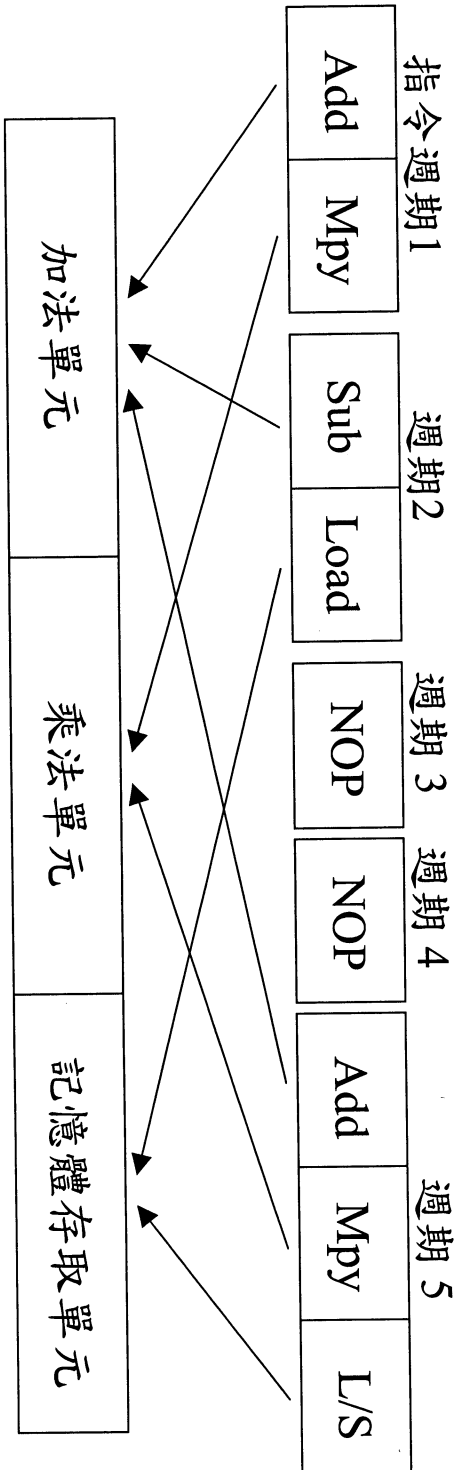 指令週期1
週期2
週期 3
週期 4
週期 5
Add Mpy
Sub Load
NOP
NOP
Add Mpy L/S
加法單元
乘法單元
記憶體存取單元